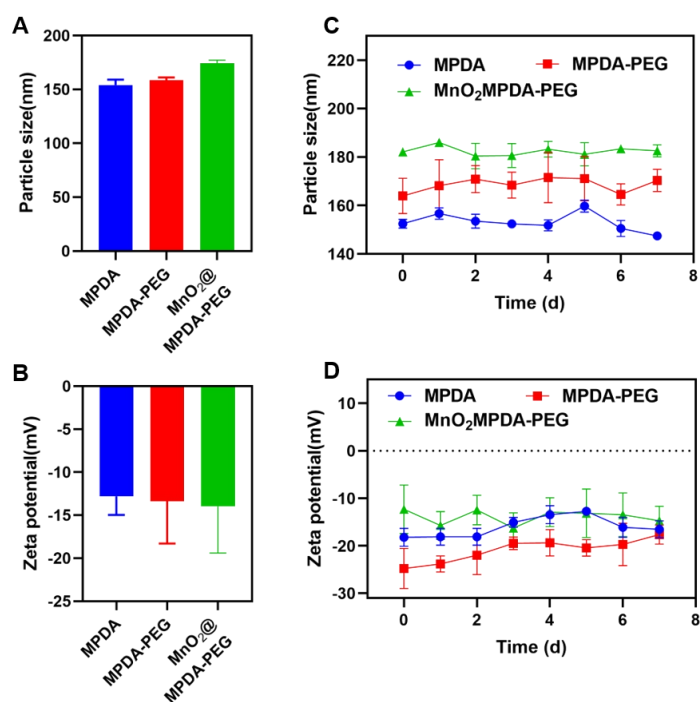 A
Particle size(nm)
200
150
100
50
0
MPDA
MPDA-PEG
MnO₂@
MPDA-PEG
C
Particle size(nm)
MPDA
MPDA-PEG
MnO₂MPDA-PEG
220
200
180
160
140
0 2 4 6 8
Time (d)
B
Zeta potential(mV)
0
-5
-10
-15
-20
-25
MPDA
MPDA-PEG
MnO₂@
MPDA-PEG
D
Zeta potential(mV)
MPDA
MPDA-PEG
MnO₂MPDA-PEG
10
0
-10
-20
-30
0 2 4 6 8
Time (d)